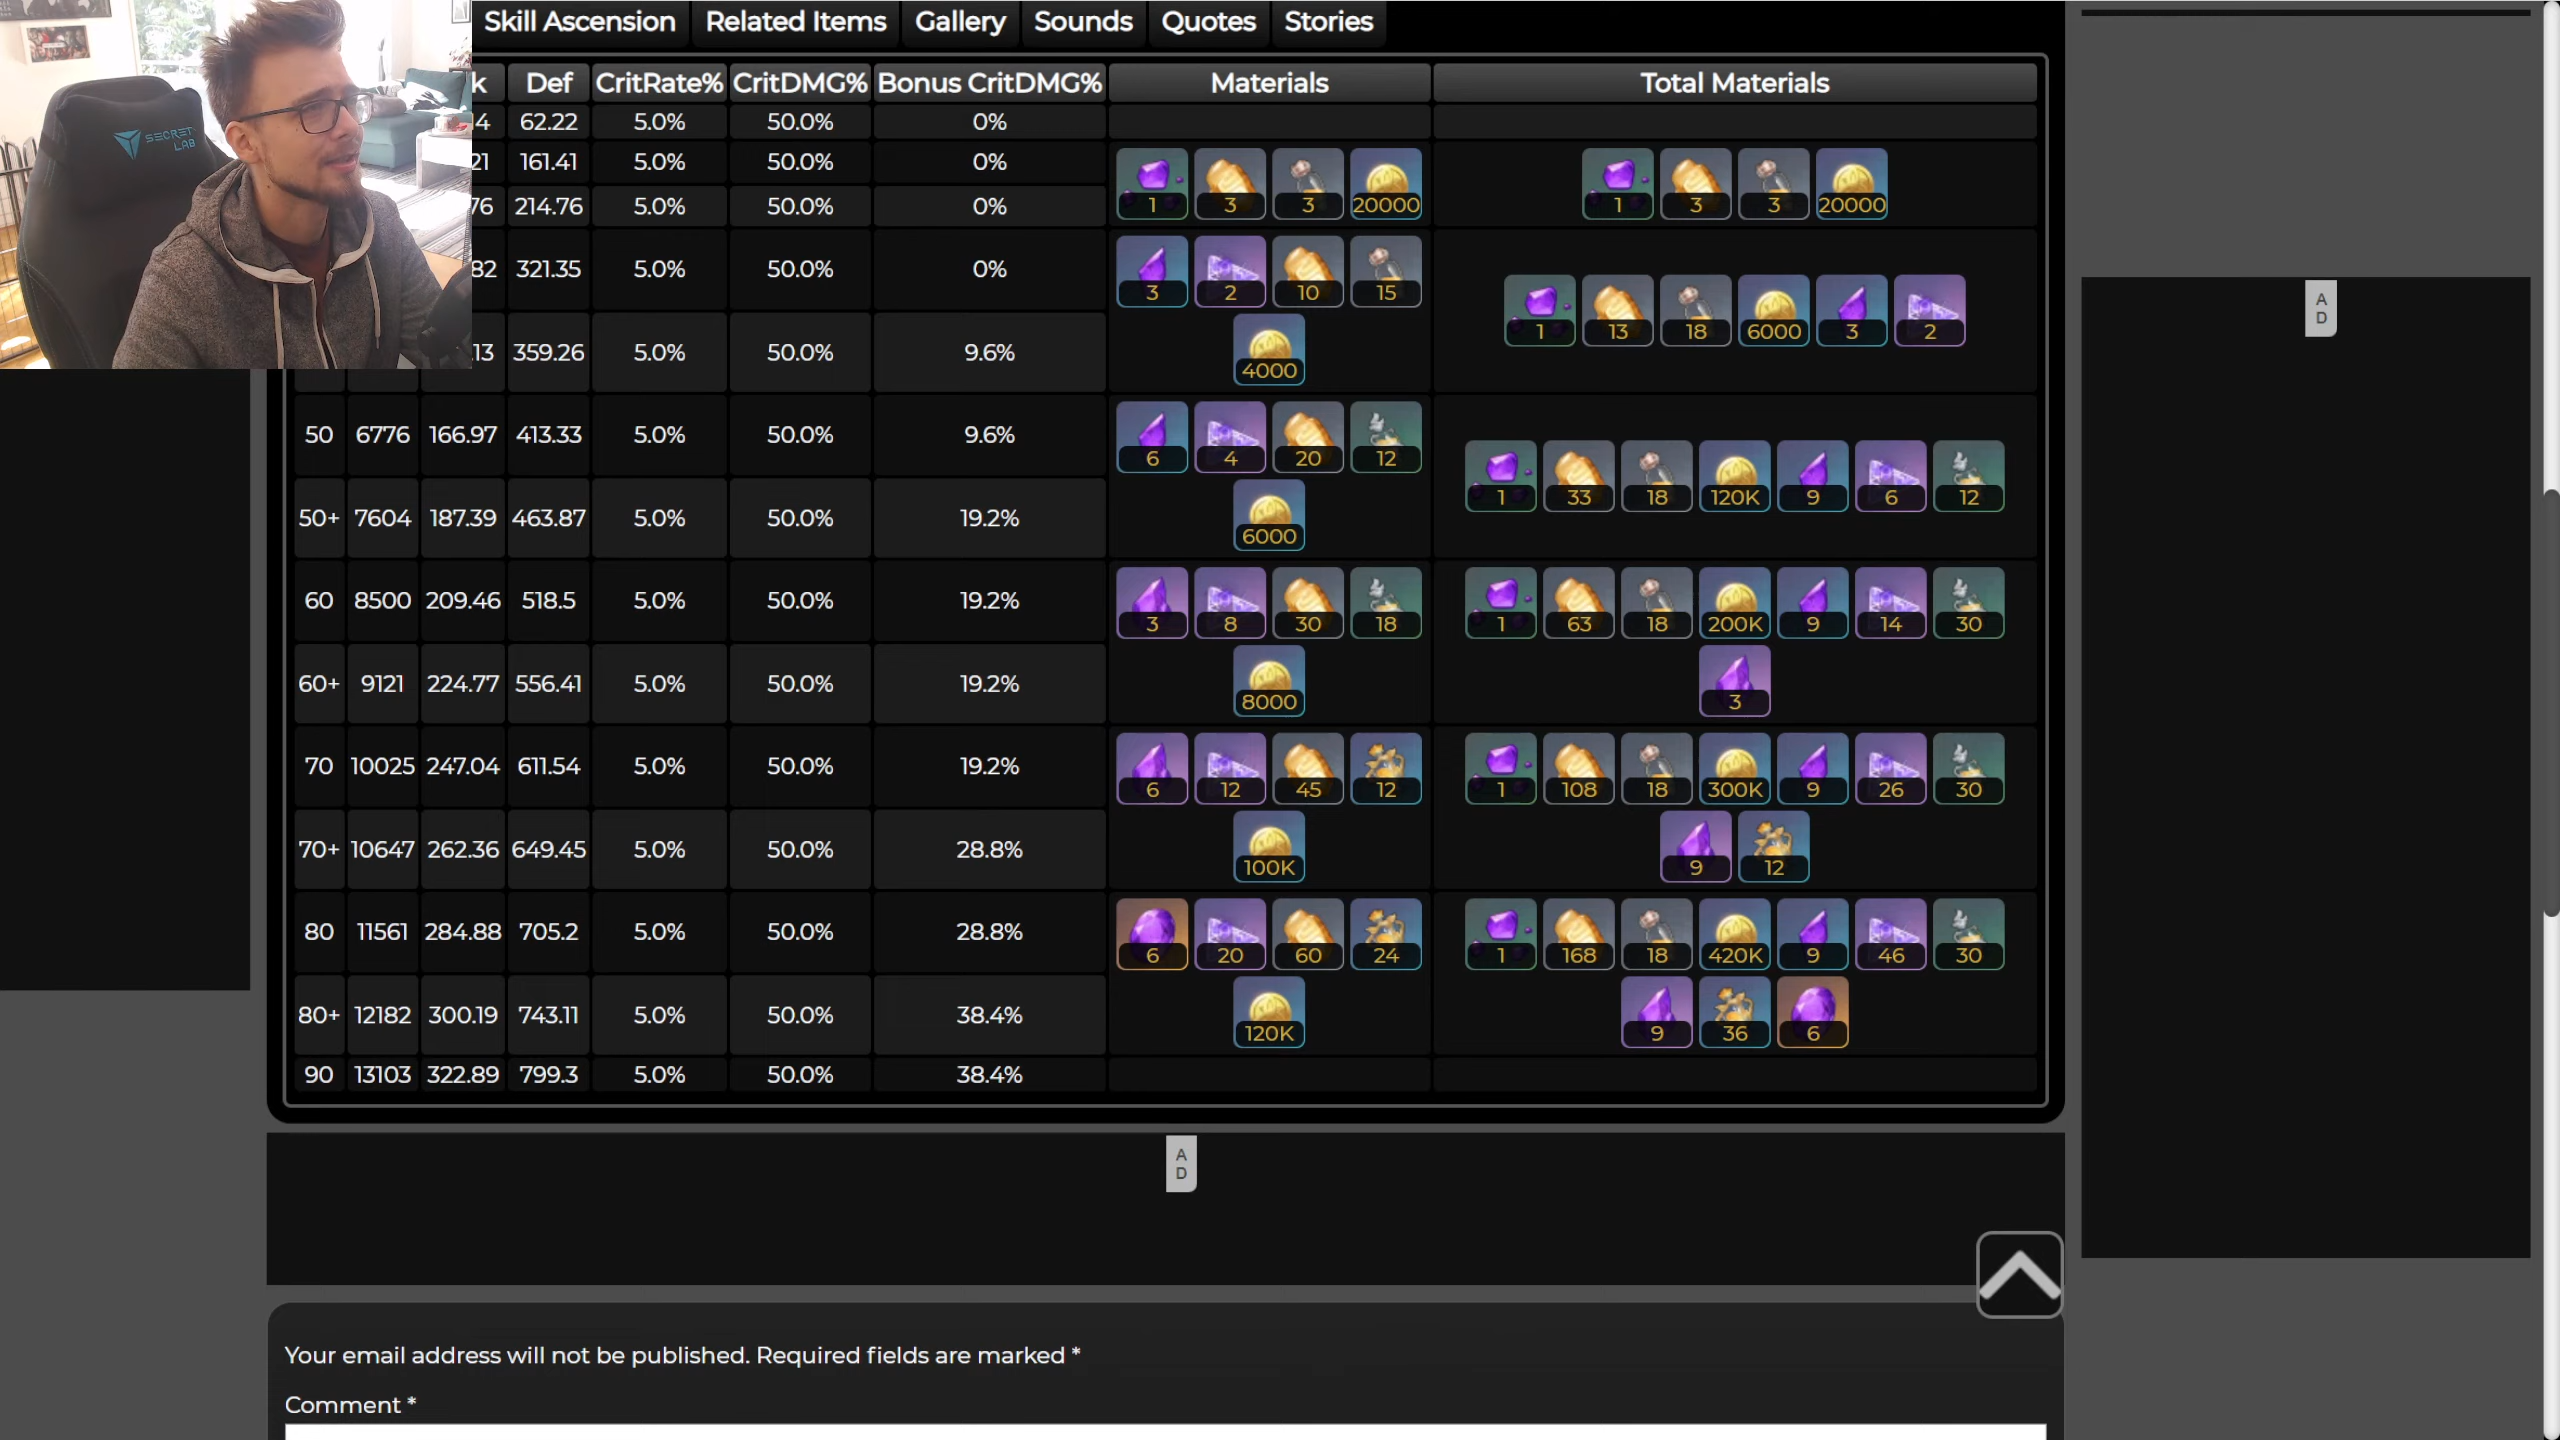 Skill Ascension Related Items Gallery Sounds Quotes Stories
SECRET
LAB
k Def CritRate% CritDMG% Bonus CritDMG% Materials Total Materials
4 62.22 5.0% 50.0% 0%
21 161.41 5.0% 50.0% 0%
1 3 3 20000 1 3 3 20000
76 214.76 5.0% 50.0% 0%
82 321.35 5.0% 50.0% 0%
3 2 10 15
1 13 18 6000 3 2
13 359.26 5.0% 50.0% 9.6%
4000
50 6776 166.97 413.33 5.0% 50.0% 9.6%
6 4 20 12
1 33 18 120K 9 6 12
50+ 7604 187.39 463.87 5.0% 50.0% 19.2%
6000
60 8500 209.46 518.5 5.0% 50.0% 19.2%
3 8 30 18 1 63 18 200K 9 14 30
60+ 9121 224.77 556.41 5.0% 50.0% 19.2%
8000 3
70 10025 247.04 611.54 5.0% 50.0% 19.2%
6 12 45 12 1 108 18 300K 9 26 30
70+ 10647 262.36 649.45 5.0% 50.0% 28.8%
100K 9 12
80 11561 284.88 705.2 5.0% 50.0% 28.8%
6 20 60 24 1 168 18 420K 9 46 30
80+ 12182 300.19 743.11 5.0% 50.0% 38.4%
120K 9 36 6
90 13103 322.89 799.3 5.0% 50.0% 38.4%
A
D
A
D
Your email address will not be published. Required fields are marked *
Comment *